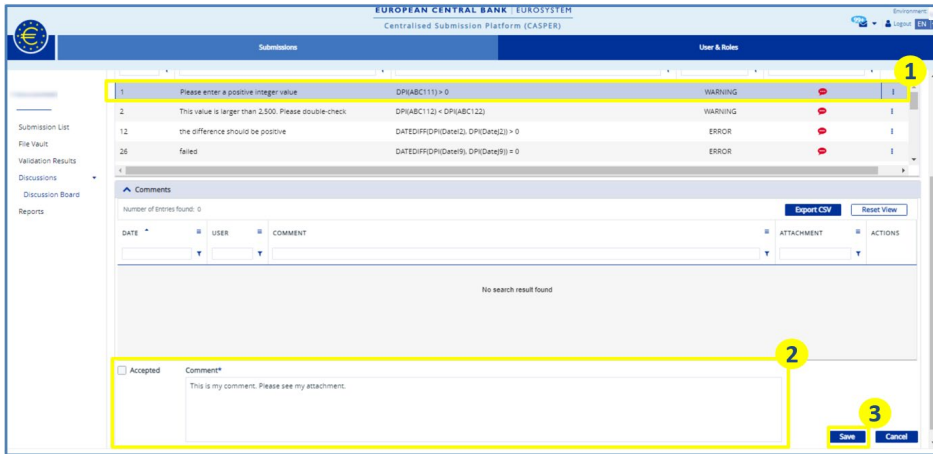 EUROPEAN CENTRAL BANK | EUROSYSTEM
Environment:
Centralised Submission Platform (CASPER)
99+
Logout EN
Submissions
User & Roles
1
1 Please enter a positive integer value DPI(ABC111) > 0 WARNING
2 This value is larger than 2,500. Please double-check DPI(ABC112) < DPI(ABC122) WARNING
12 the difference should be positive DATEDIFF(DPI(DateI2), DPI(DateJ2)) > 0 ERROR
26 failed DATEDIFF(DPI(DateI9), DPI(DateJ9)) = 0 ERROR
Submission List
File Vault
Validation Results
Discussions
Discussion Board
Reports
Comments
Number of Entries found: 0
Export CSV
Reset View
DATE USER COMMENT ATTACHMENT ACTIONS
No search result found
2
Accepted
Comment*
This is my comment. Please see my attachment.
3
Save
Cancel